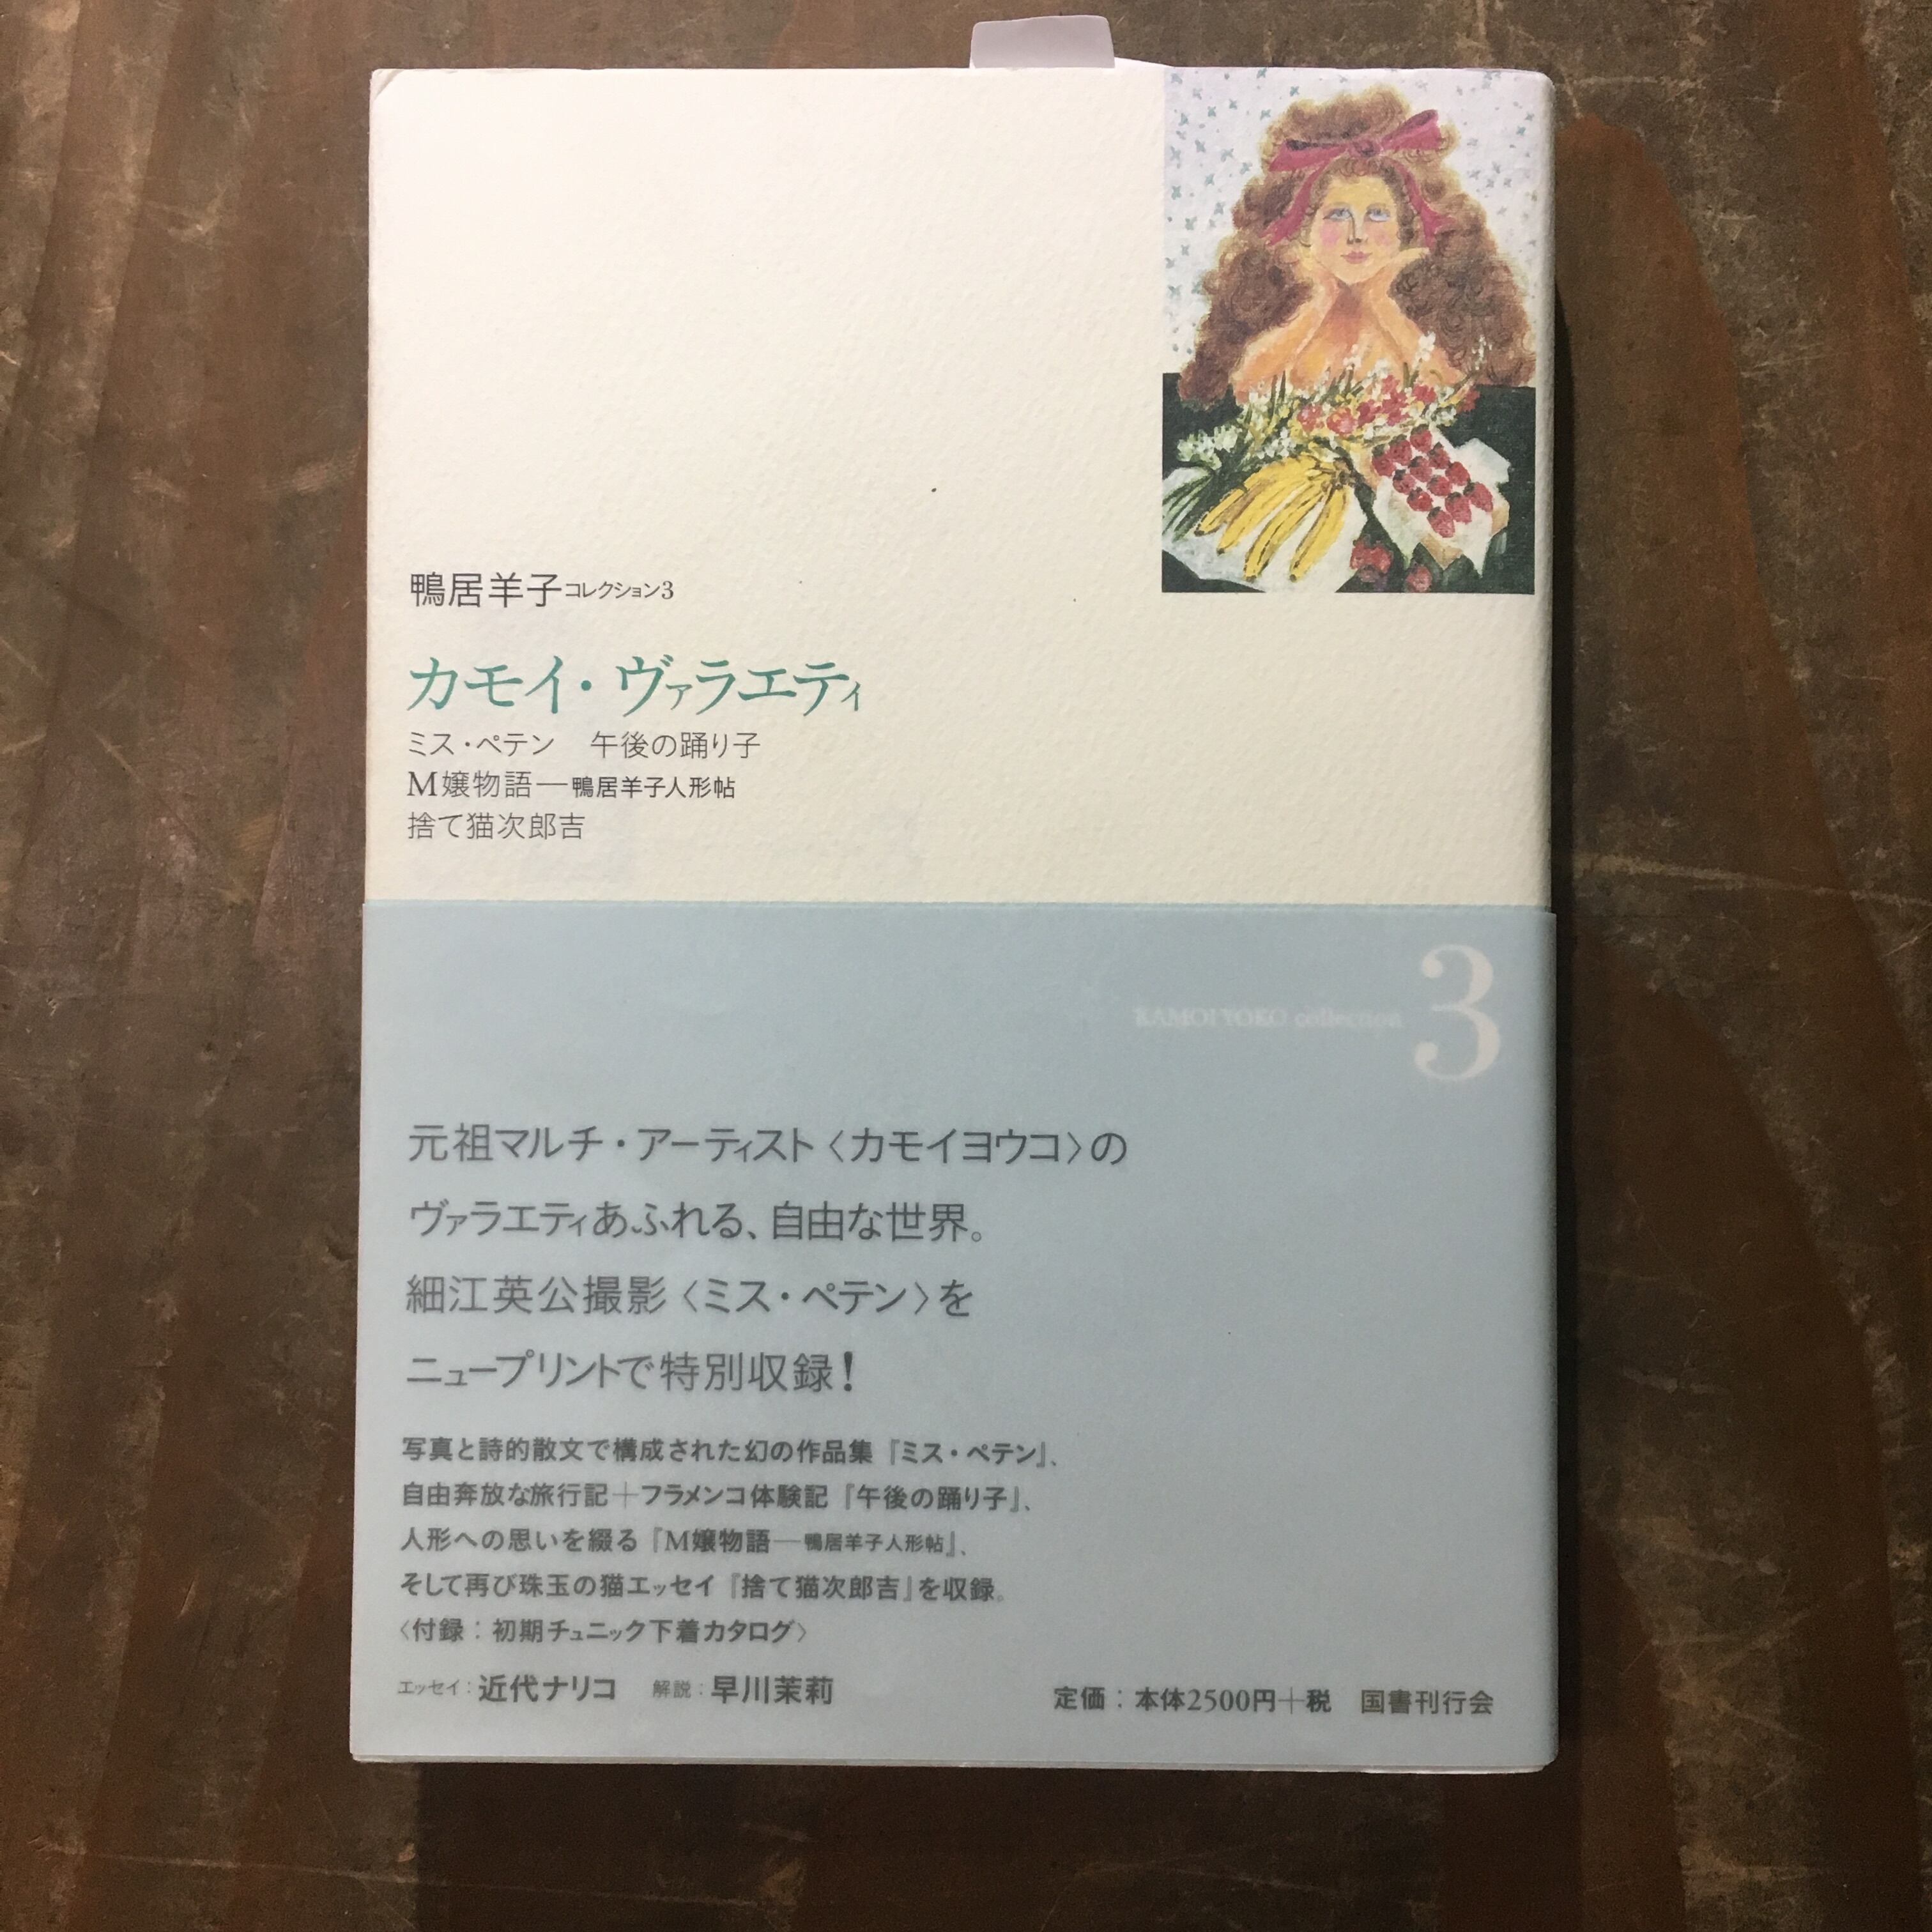 鴨居羊子コレクション3
カモイ・ヴァラエティ
ミス・ペテン　午後の踊り子
M嬢物語―鴨居羊子人形帖
捨て猫次郎吉
KAMOI YOKO collection 3
元祖マルチ・アーティスト〈カモイヨウコ〉の
ヴァラエティあふれる、自由な世界。
細江英公撮影〈ミス・ペテン〉を
ニュープリントで特別収録!
写真と詩的散文で構成された幻の作品集『ミス・ペテン』、
自由奔放な旅行記+フラメンコ体験記『午後の踊り子』、
人形への思いを綴る『M嬢物語―鴨居羊子人形帖』、
そして再び珠玉の猫エッセイ『捨て猫次郎吉』を収録。
〈付録：初期チュニック下着カタログ〉
エッセイ：近代ナリコ　解説：早川茉莉　定価：本体2500円+税　国書刊行会